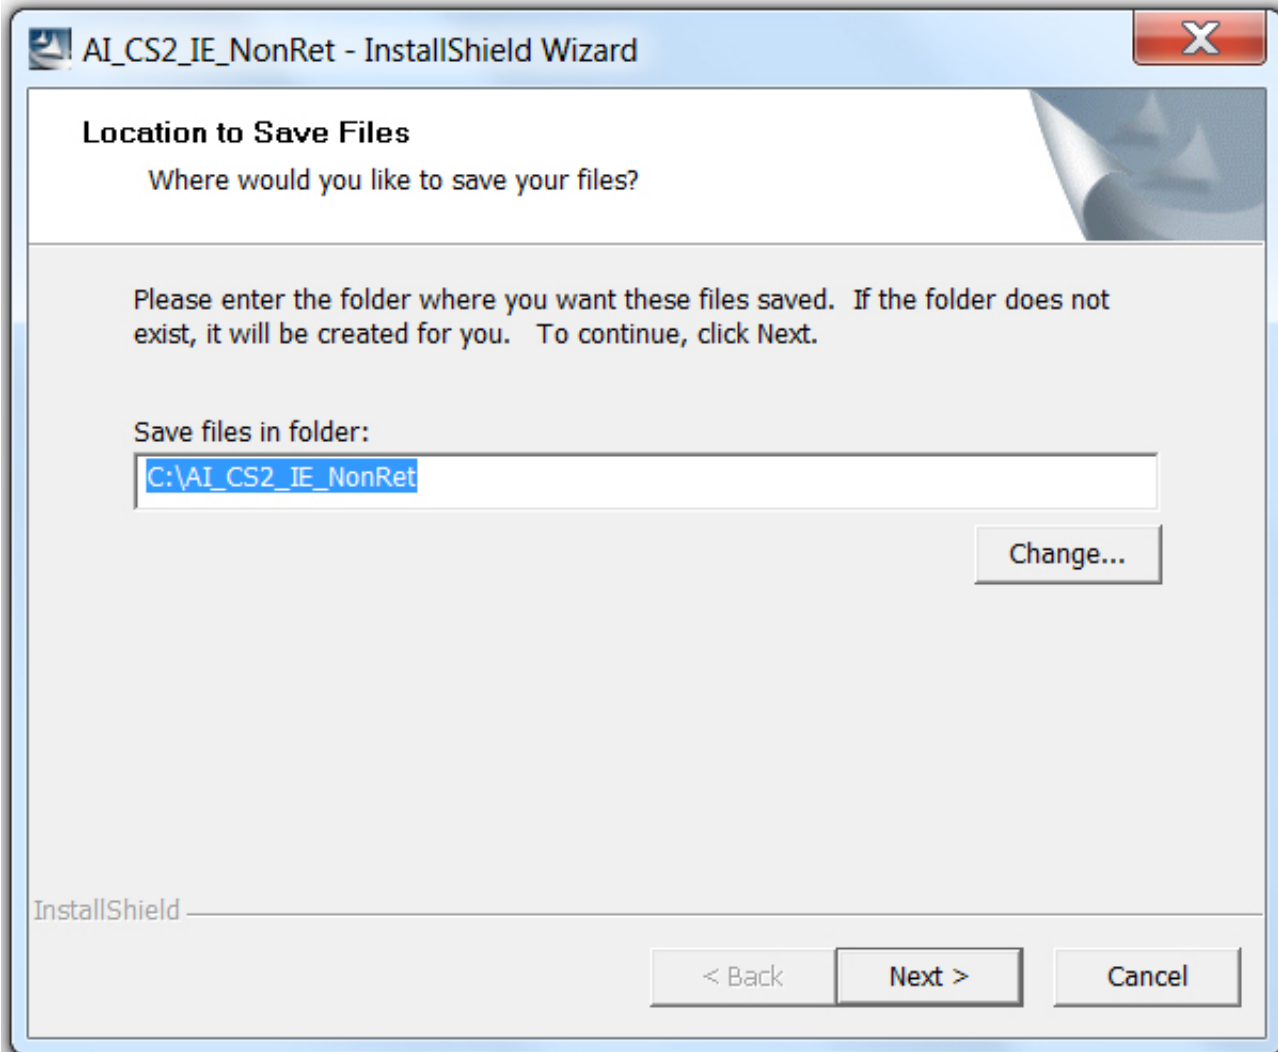 AI_CS2_IE_NonRet - InstallShield Wizard
Location to Save Files
Where would you like to save your files?
Please enter the folder where you want these files saved.  If the folder does not
exist, it will be created for you.   To continue, click Next.
Save files in folder:
C:\AI_CS2_IE_NonRet
Change...
InstallShield
< Back
Next >
Cancel